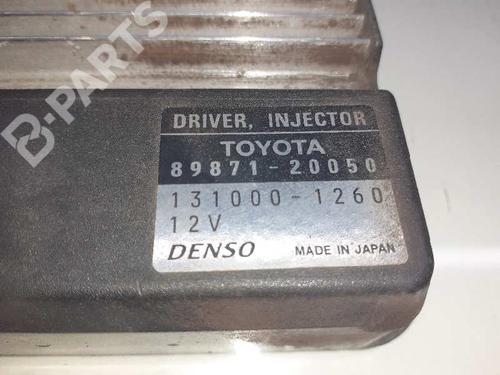 B-PARTS
DRIVER, INJECTOR
TOYOTA
89871-20050
131000-1260
12V
DENSO MADE IN JAPAN